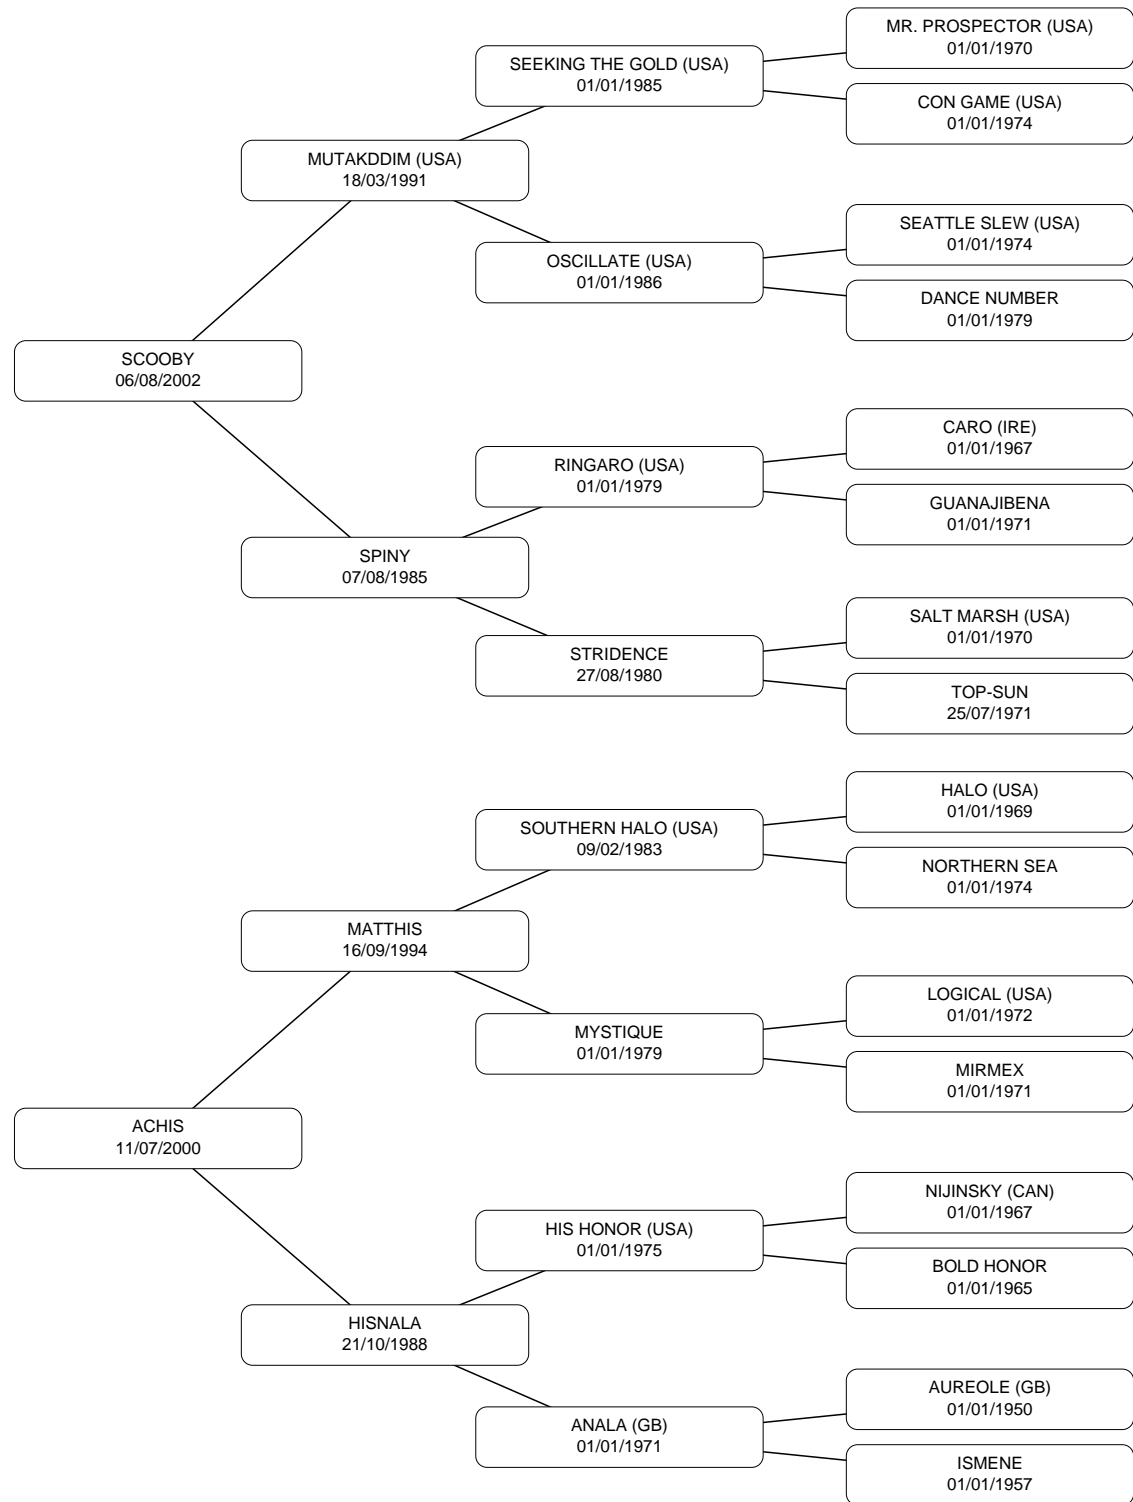 MR. PROSPECTOR (USA)
01/01/1970
SEEKING THE GOLD (USA)
01/01/1985
CON GAME (USA)
01/01/1974
MUTAKDDIM (USA)
18/03/1991
SEATTLE SLEW (USA)
01/01/1974
OSCILLATE (USA)
01/01/1986
DANCE NUMBER
01/01/1979
SCOOBY
06/08/2002
CARO (IRE)
01/01/1967
RINGARO (USA)
01/01/1979
GUANAJIBENA
01/01/1971
SPINY
07/08/1985
SALT MARSH (USA)
01/01/1970
STRIDENCE
27/08/1980
TOP-SUN
25/07/1971
HALO (USA)
01/01/1969
SOUTHERN HALO (USA)
09/02/1983
NORTHERN SEA
01/01/1974
MATTHIS
16/09/1994
LOGICAL (USA)
01/01/1972
MYSTIQUE
01/01/1979
MIRMEX
01/01/1971
ACHIS
11/07/2000
NIJINSKY (CAN)
01/01/1967
HIS HONOR (USA)
01/01/1975
BOLD HONOR
01/01/1965
HISNALA
21/10/1988
AUREOLE (GB)
01/01/1950
ANALA (GB)
01/01/1971
ISMENE
01/01/1957